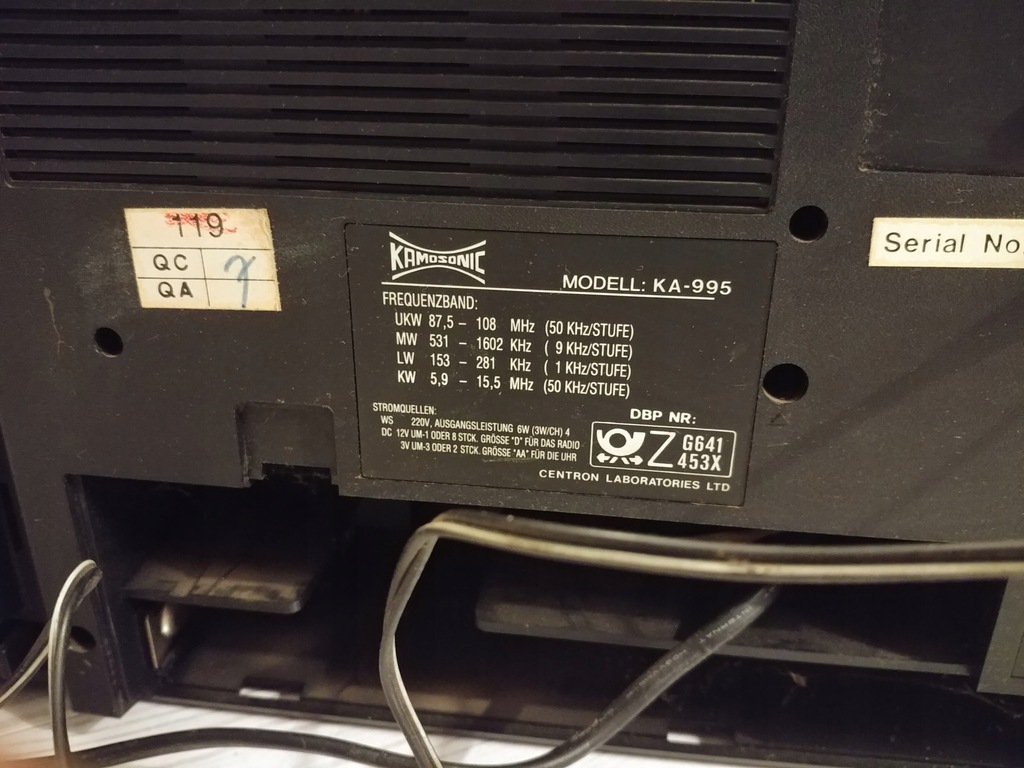 119
QC
QA
KAMOSONIC
MODELL: KA-995
FREQUENZBAND:
UKW 87,5 – 108 MHz (50 KHz/STUFE)
MW 531 – 1602 KHz ( 9 KHz/STUFE)
LW 153 – 281 KHz ( 1 KHz/STUFE)
KW 5,9 – 15,5 MHz (50 KHz/STUFE)
STROMQUELLEN:
WS 220V, AUSGANGSLEISTUNG 6W (3W/CH) 4
DC 12V UM-1 ODER 8 STCK. GRÖSSE "D" FÜR DAS RADIO
3V UM-3 ODER 2 STCK. GRÖSSE "AA" FÜR DIE UHR
DBP NR:
Z G641
453X
CENTRON LABORATORIES LTD
Serial No.